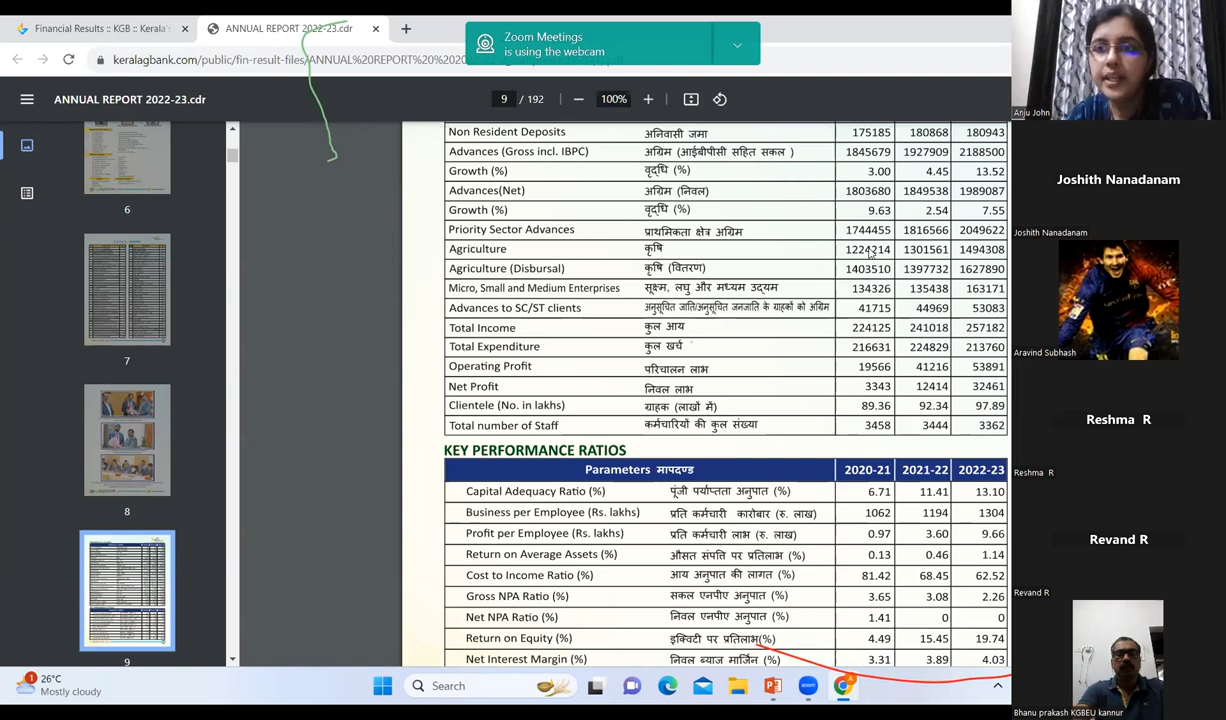 Financial Results :: KGB :: Kerala's
ANNUAL REPORT 2022-23.cdr
Zoom Meetings
is using the webcam
keralagbank.com/public/fin-result-files/ANNUAL%20REPORT%20%20
ANNUAL REPORT 2022-23.cdr
9 / 192
100%
6
7
8
9
Non Resident Deposits अनिवासी जमा 175185 180868 180943
Advances (Gross incl. IBPC) अग्रिम (आईबीपीसी सहित सकल ) 1845679 1927909 2188500
Growth (%) वृद्धि (%) 3.00 4.45 13.52
Advances(Net) अग्रिम (निवल) 1803680 1849538 1989087
Growth (%) वृद्धि (%) 9.63 2.54 7.55
Priority Sector Advances प्राथमिकता क्षेत्र अग्रिम 1744455 1816566 2049622
Agriculture कृषि 1224214 1301561 1494308
Agriculture (Disbursal) कृषि (वितरण) 1403510 1397732 1627890
Micro, Small and Medium Enterprises सूक्ष्म, लघु और मध्यम उद्यम 134326 135438 163171
Advances to SC/ST clients अनुसूचित जाति/अनुसूचित जनजाति के ग्राहकों को अग्रिम 41715 44969 53083
Total Income कुल आय 224125 241018 257182
Total Expenditure कुल खर्च 216631 224829 213760
Operating Profit परिचालन लाभ 19566 41216 53891
Net Profit निवल लाभ 3343 12414 32461
Clientele (No. in lakhs) ग्राहक (लाखों में) 89.36 92.34 97.89
Total number of Staff कर्मचारियों की कुल संख्या 3458 3444 3362
KEY PERFORMANCE RATIOS
Parameters मापदण्ड 2020-21 2021-22 2022-23
Capital Adequacy Ratio (%) पूंजी पर्याप्तता अनुपात (%) 6.71 11.41 13.10
Business per Employee (Rs. lakhs) प्रति कर्मचारी कारोबार (रु. लाख) 1062 1194 1304
Profit per Employee (Rs. lakhs) प्रति कर्मचारी लाभ (रु. लाख) 0.97 3.60 9.66
Return on Average Assets (%) औसत संपत्ति पर प्रतिलाभ (%) 0.13 0.46 1.14
Cost to Income Ratio (%) आय अनुपात की लागत (%) 81.42 68.45 62.52
Gross NPA Ratio (%) सकल एनपीए अनुपात (%) 3.65 3.08 2.26
Net NPA Ratio (%) निवल एनपीए अनुपात (%) 1.41 0 0
Return on Equity (%) इक्विटी पर प्रतिलाभ(%) 4.49 15.45 19.74
Net Interest Margin (%) निवल ब्याज मार्जिन (%) 3.31 3.89 4.03
1
26°C
Mostly cloudy
Search
Anju John
Joshith Nanadanam
Joshith Nanadanam
Aravind Subhash
Reshma R
Reshma R
Revand R
Revand R
Bhanu prakash KGBEU kannur